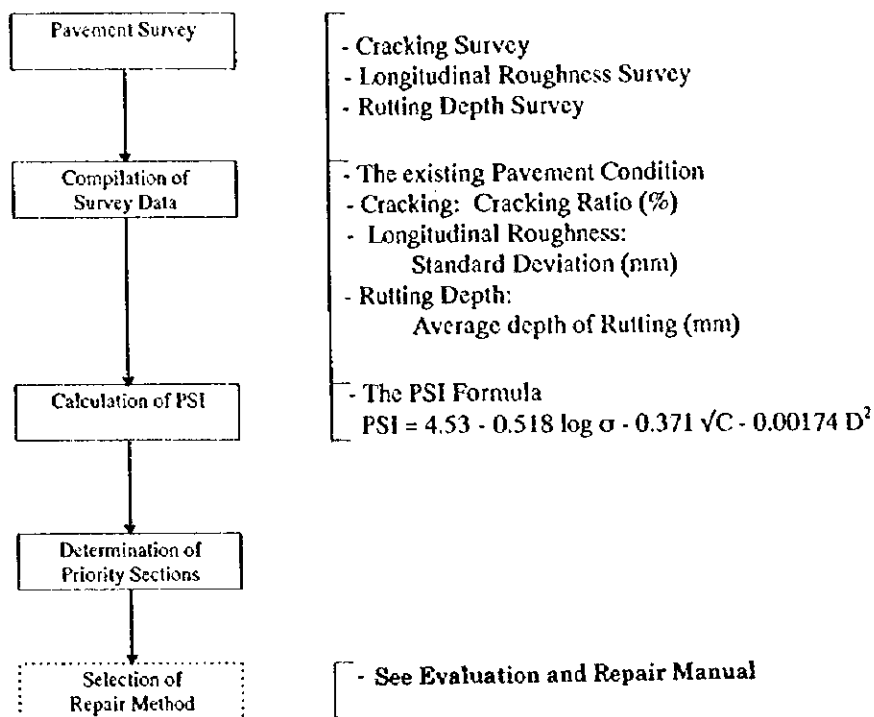 Pavement Survey
- Cracking Survey
- Longitudinal Roughness Survey
- Rutting Depth Survey
Compilation of
Survey Data
- The existing Pavement Condition
- Cracking: Cracking Ratio (%)
- Longitudinal Roughness:
Standard Deviation (mm)
- Rutting Depth:
Average depth of Rutting (mm)
Calculation of PSI
- The PSI Formula
PSI = 4.53 - 0.518 log σ - 0.371 √C - 0.00174 D²
Determination of
Priority Sections
Selection of
Repair Method
- See Evaluation and Repair Manual